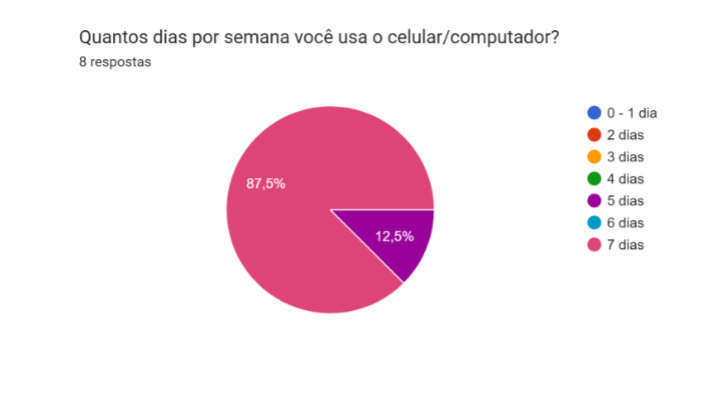 Quantos dias por semana você usa o celular/computador?
8 respostas
87,5%
12,5%
0 - 1 dia
2 dias
3 dias
4 dias
5 dias
6 dias
7 dias